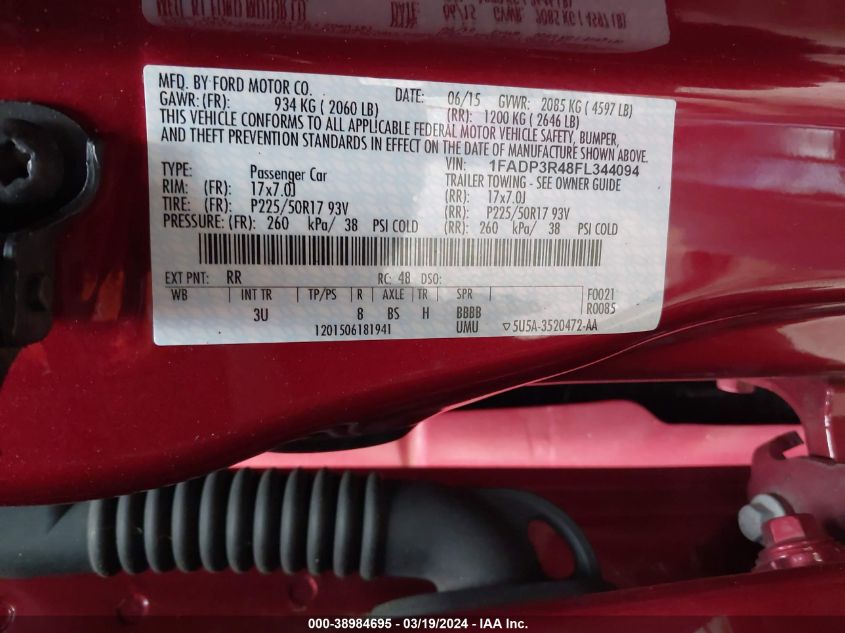 MFD. BY FORD MOTOR CO.
DATE: 06/15 GVWR: 2085 KG ( 4597 LB)
GAWR: (FR): 934 KG ( 2060 LB) (RR): 1200 KG ( 2646 LB)
THIS VEHICLE CONFORMS TO ALL APPLICABLE FEDERAL MOTOR VEHICLE SAFETY, BUMPER,
AND THEFT PREVENTION STANDARDS IN EFFECT ON THE DATE OF MANUFACTURE SHOWN ABOVE.
VIN: 1FADP3R48FL344094
TYPE: Passenger Car TRAILER TOWING - SEE OWNER GUIDE
RIM: (FR): 17x7.0J (RR): 17x7.0J
TIRE: (FR): P225/50R17 93V (RR): P225/50R17 93V
PRESSURE: (FR): 260 kPa/ 38 PSI COLD (RR): 260 kPa/ 38 PSI COLD
EXT PNT: RR RC: 48 DSO:
WB INT TR TP/PS R AXLE TR SPR F0021
3U 8 BS H BBBB R0085
1201506181941 UMU ▽ 5U5A-3520472-AA
000-38984695 - 03/19/2024 - IAA Inc.